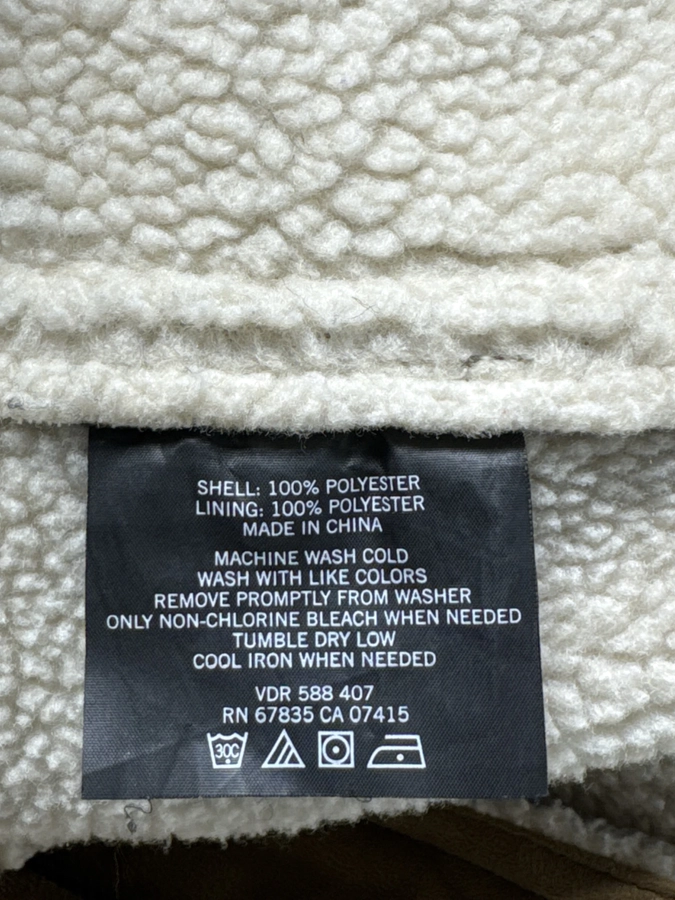 SHELL: 100% POLYESTER
LINING: 100% POLYESTER
MADE IN CHINA
MACHINE WASH COLD
WASH WITH LIKE COLORS
REMOVE PROMPTLY FROM WASHER
ONLY NON-CHLORINE BLEACH WHEN NEEDED
TUMBLE DRY LOW
COOL IRON WHEN NEEDED
VDR 588 407
RN 67835 CA 07415
30C